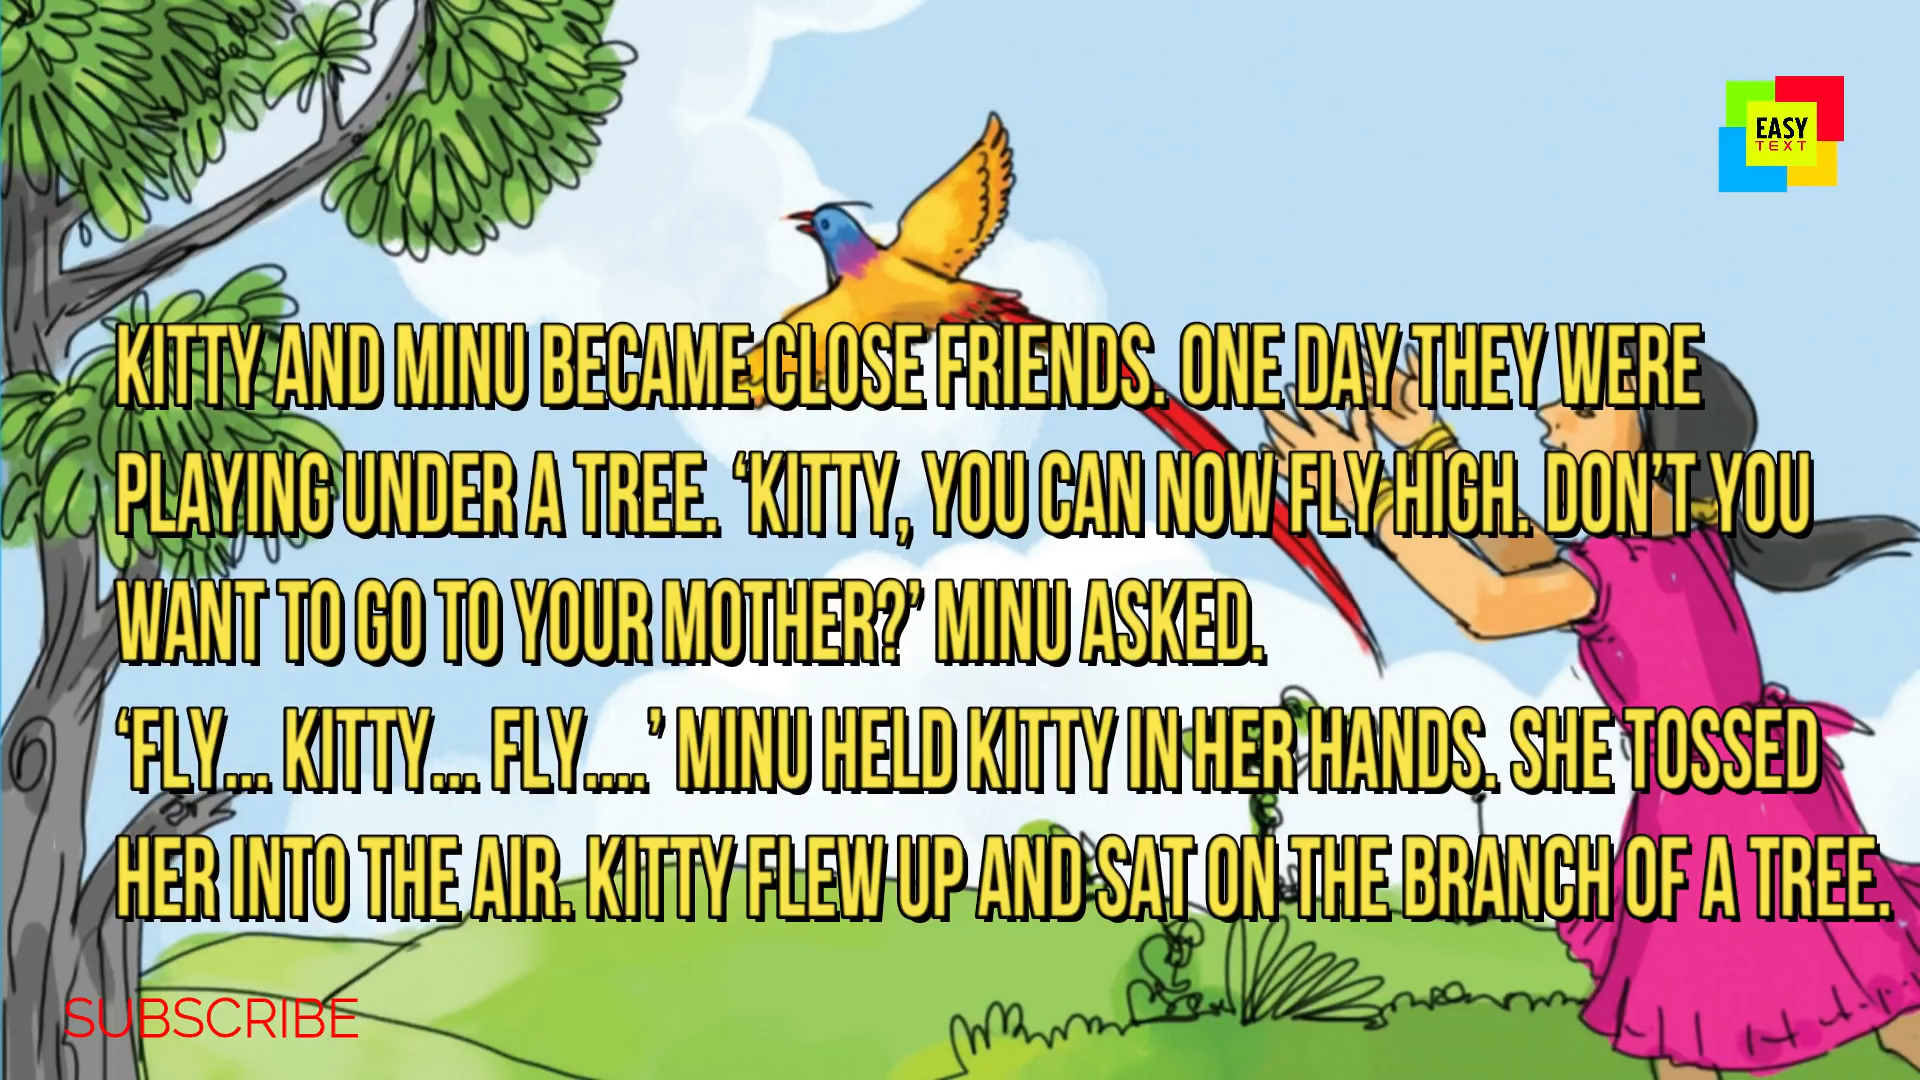 EASY
TEXT
KITTY AND MINU BECAME CLOSE FRIENDS. ONE DAY THEY WERE
PLAYING UNDER A TREE. ‘KITTY, YOU CAN NOW FLY HIGH. DON’T YOU
WANT TO GO TO YOUR MOTHER?’ MINU ASKED.
‘FLY... KITTY... FLY....’ MINU HELD KITTY IN HER HANDS. SHE TOSSED
HER INTO THE AIR. KITTY FLEW UP AND SAT ON THE BRANCH OF A TREE.
SUBSCRIBE